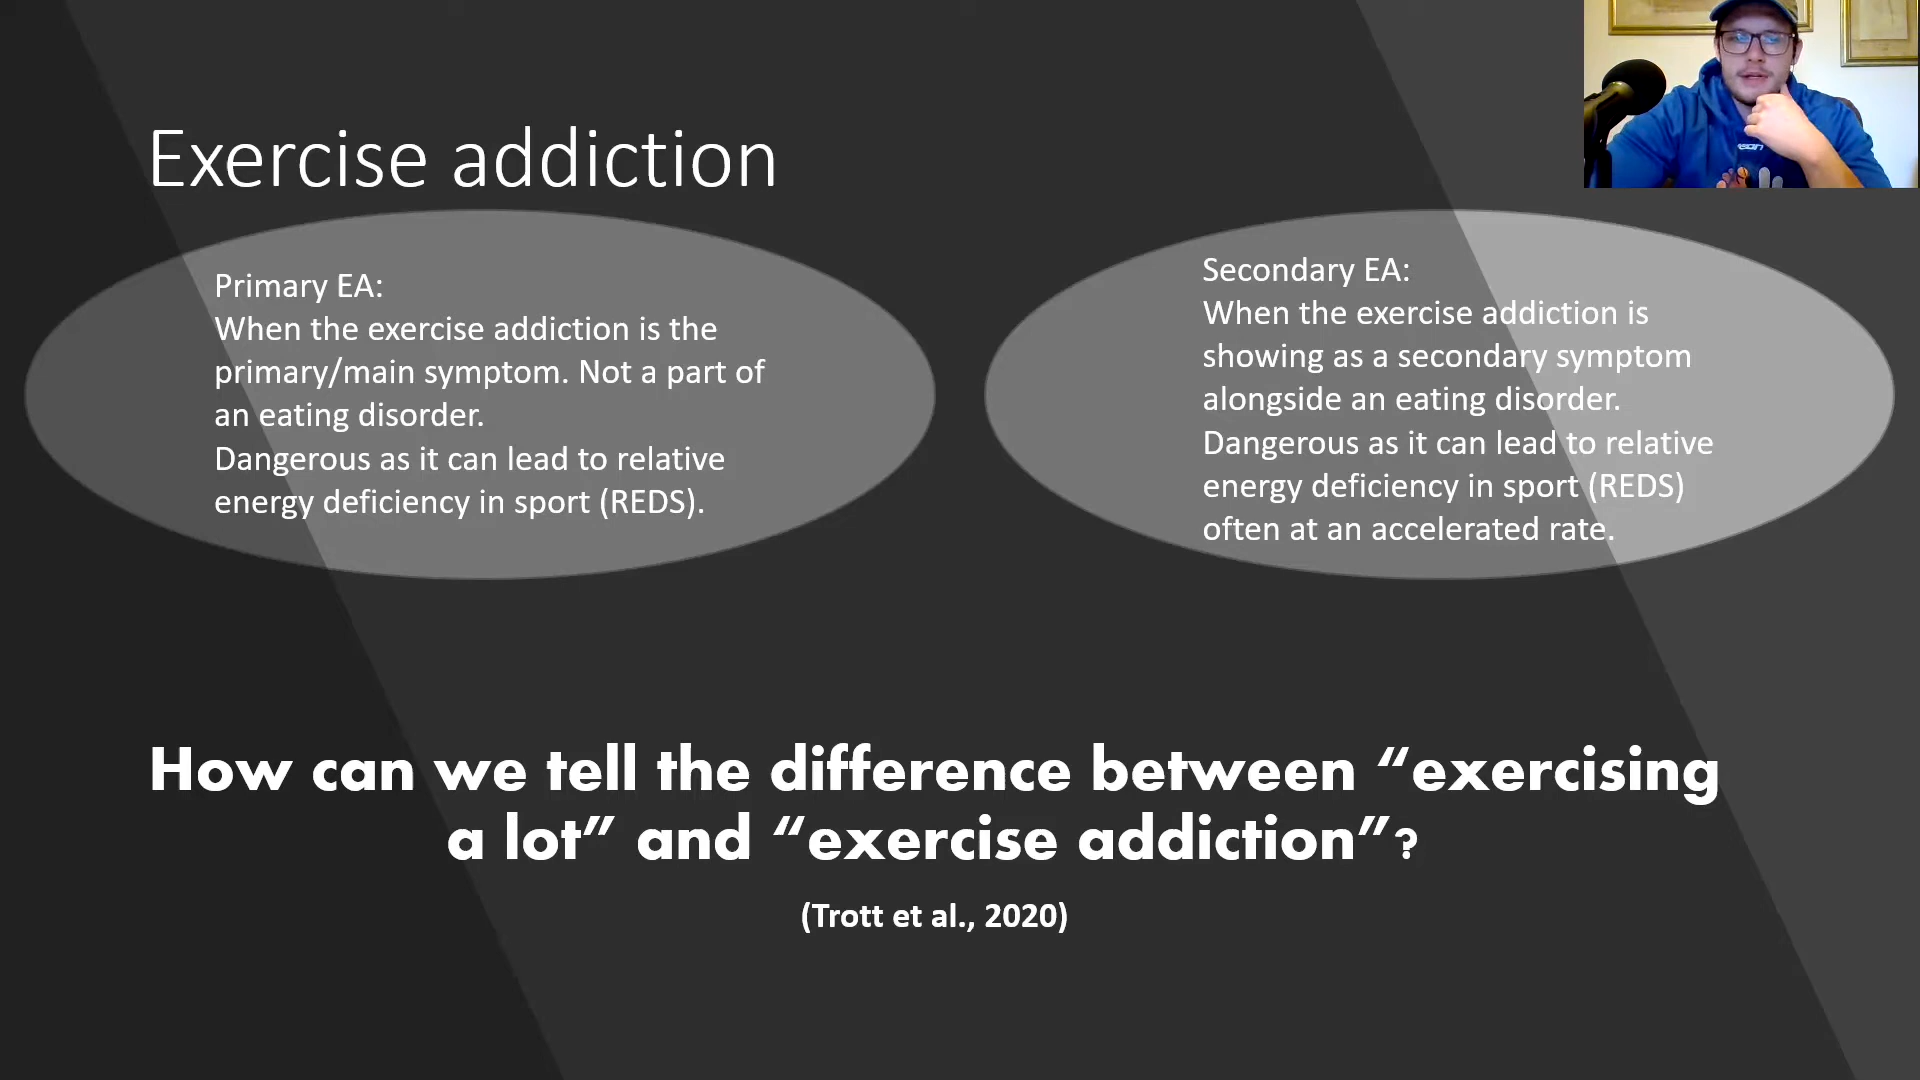 Exercise addiction
Primary EA:
When the exercise addiction is the
primary/main symptom. Not a part of
an eating disorder.
Dangerous as it can lead to relative
energy deficiency in sport (REDS).
Secondary EA:
When the exercise addiction is
showing as a secondary symptom
alongside an eating disorder.
Dangerous as it can lead to relative
energy deficiency in sport (REDS)
often at an accelerated rate.
How can we tell the difference between “exercising
a lot” and “exercise addiction”?
(Trott et al., 2020)